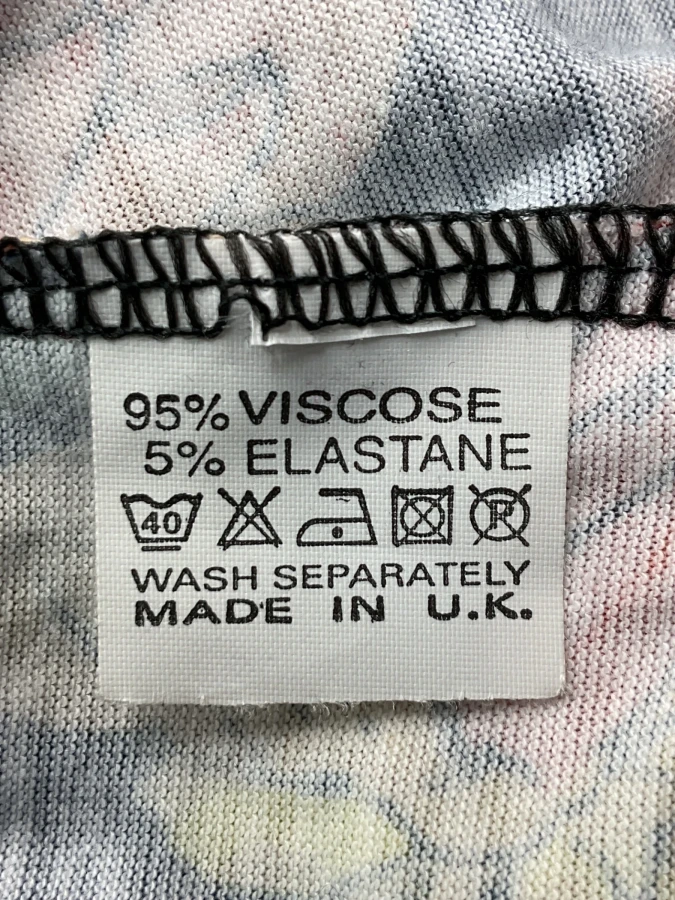 95% VISCOSE
5% ELASTANE
40 P
WASH SEPARATELY
MADE IN U.K.